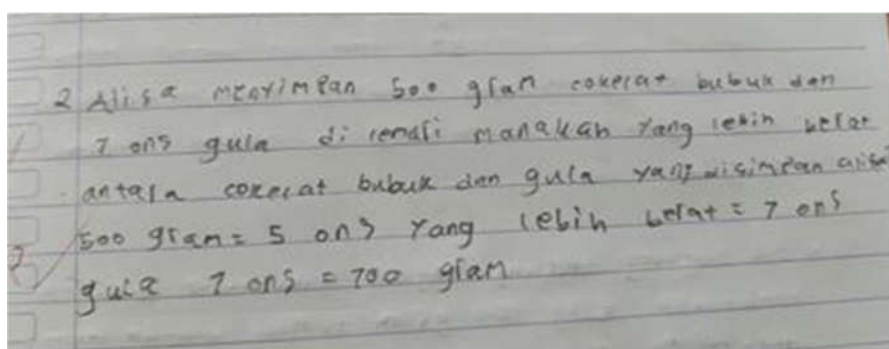 2 Alisa menyimpan 500 gram cokelat bubuk dan
7 ons gula di lemari manakah yang lebih berat
antara cokelat bubuk dan gula yang disimpan alisa
500 gram = 5 ons yang lebih berat = 7 ons
gula 7 ons = 700 gram